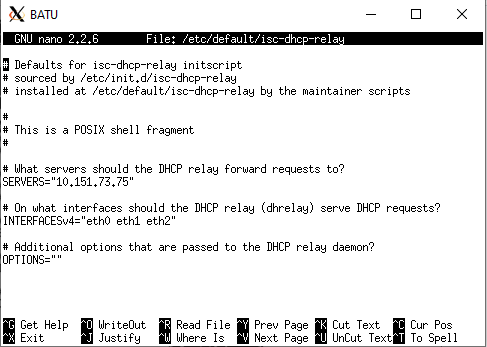 BATU
GNU nano 2.2.6 File: /etc/default/isc-dhcp-relay
# Defaults for isc-dhcp-relay initscript
# sourced by /etc/init.d/isc-dhcp-relay
# installed at /etc/default/isc-dhcp-relay by the maintainer scripts
#
# This is a POSIX shell fragment
#
# What servers should the DHCP relay forward requests to?
SERVERS="10.151.73.75"
# On what interfaces should the DHCP relay (dhrelay) serve DHCP requests?
INTERFACESv4="eth0 eth1 eth2"
# Additional options that are passed to the DHCP relay daemon?
OPTIONS=""
^G Get Help ^O WriteOut ^R Read File ^Y Prev Page ^K Cut Text ^C Cur Pos
^X Exit ^J Justify ^W Where Is ^V Next Page ^U UnCut Text ^T To Spell